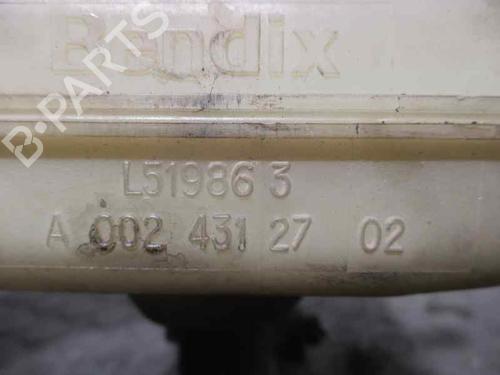 Bendix
B-PARTS
L51986 3
A 002 431 27 02